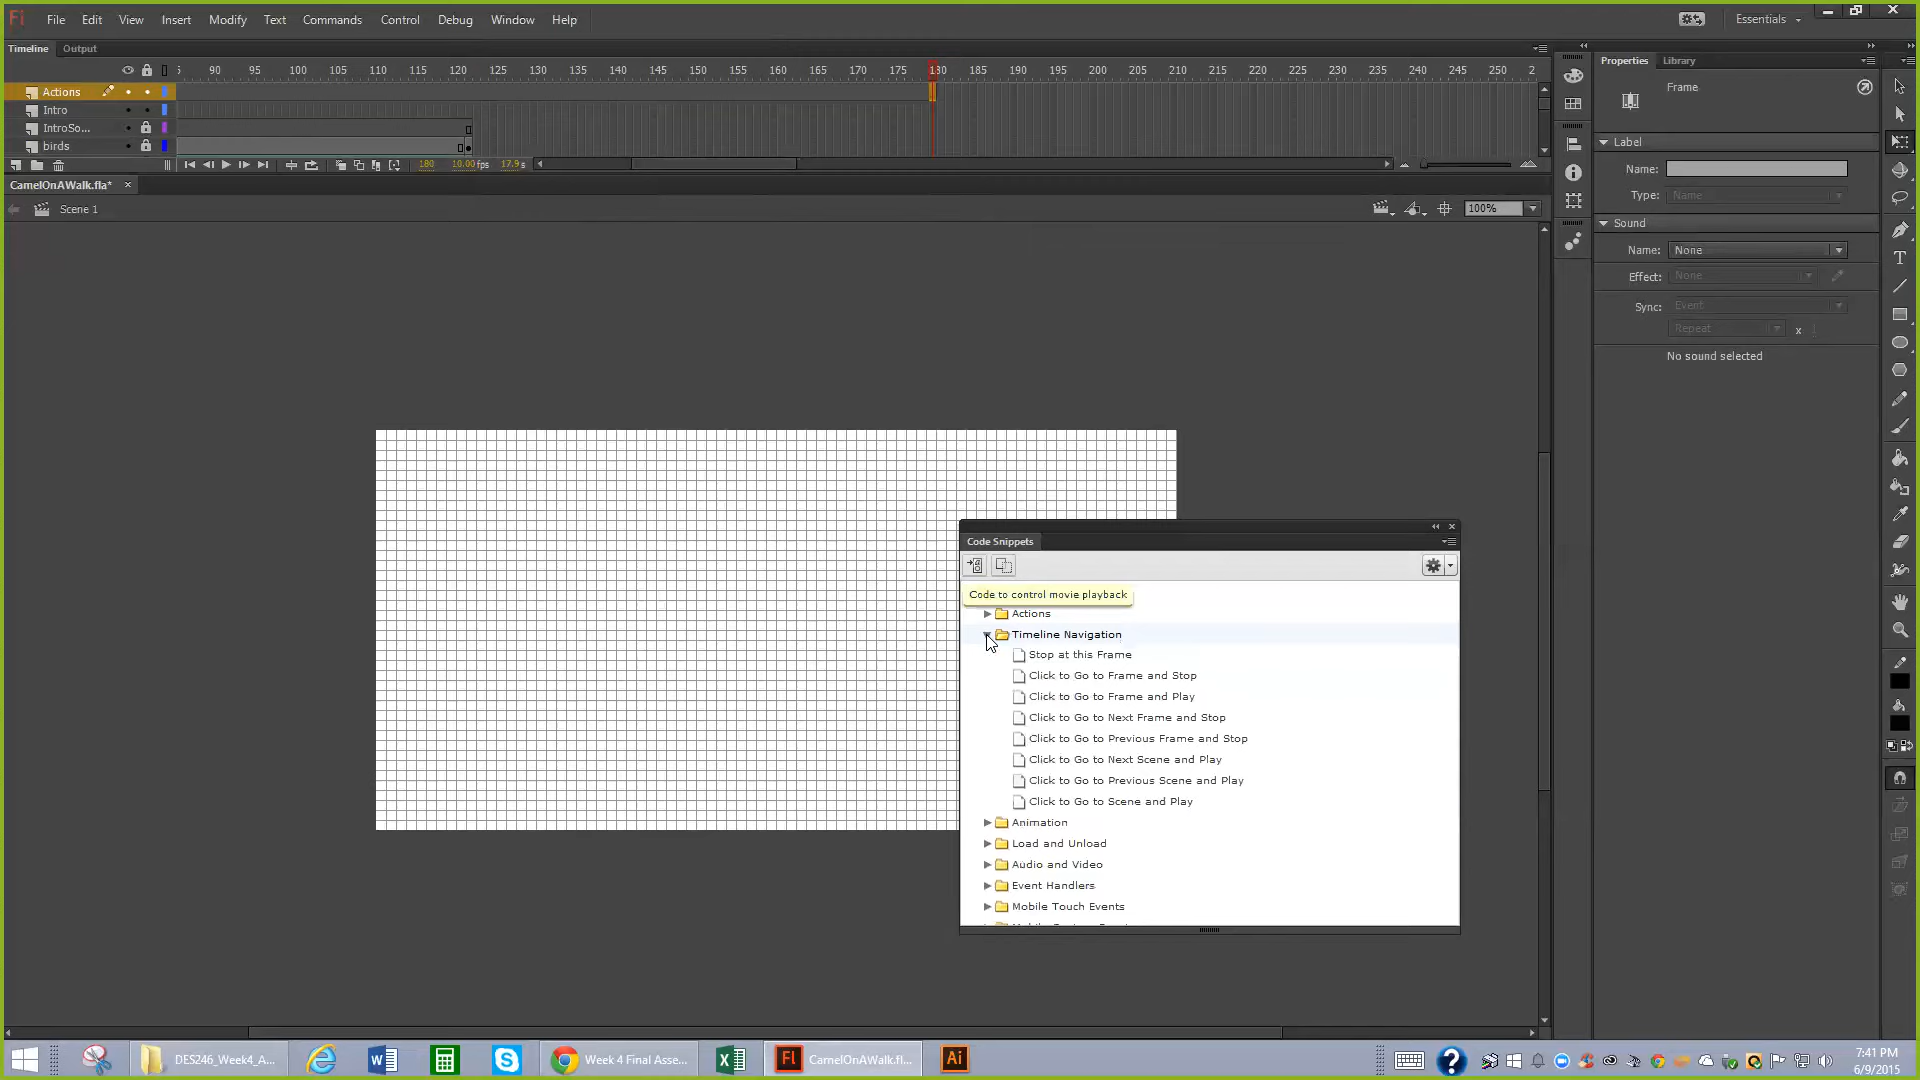 Fl File Edit View Insert Modify Text Commands Control Debug Window Help Essentials
Timeline Output
90 95 100 105 110 115 120 125 130 135 140 145 150 155 160 165 170 175 180 185 190 195 200 205 210 215 220 225 230 235 240 245 250
Actions
Intro
IntroSo...
birds
180 10.00 fps 17.9 s
CamelOnAWalk.fla*
Scene 1
100%
Properties Library
Frame
Label
Name:
Type: Name
Sound
Name: None
Effect: None
Sync: Event
Repeat x 1
No sound selected
Code Snippets
Code to control movie playback
Actions
Timeline Navigation
Stop at this Frame
Click to Go to Frame and Stop
Click to Go to Frame and Play
Click to Go to Next Frame and Stop
Click to Go to Previous Frame and Stop
Click to Go to Next Scene and Play
Click to Go to Previous Scene and Play
Click to Go to Scene and Play
Animation
Load and Unload
Audio and Video
Event Handlers
Mobile Touch Events
DES246_Week4_A... Week 4 Final Asse... Fl CamelOnAWalk.fl... Ai
7:41 PM
6/9/2015